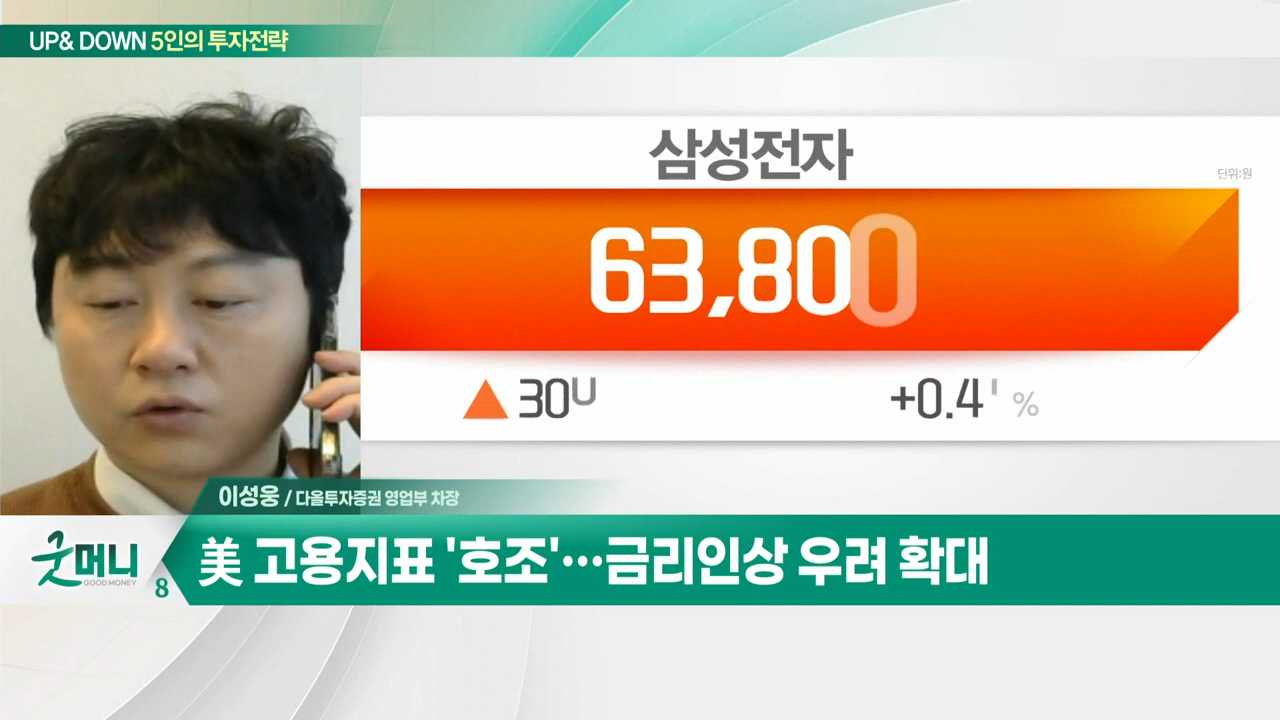 UP& DOWN 5인의 투자전략
삼성전자
단위:원
63,800
▲ 300
+0.4 %
이성웅 / 다올투자증권 영업부 차장
굿머니
GOOD MONEY
8
美 고용지표 '호조'…금리인상 우려 확대